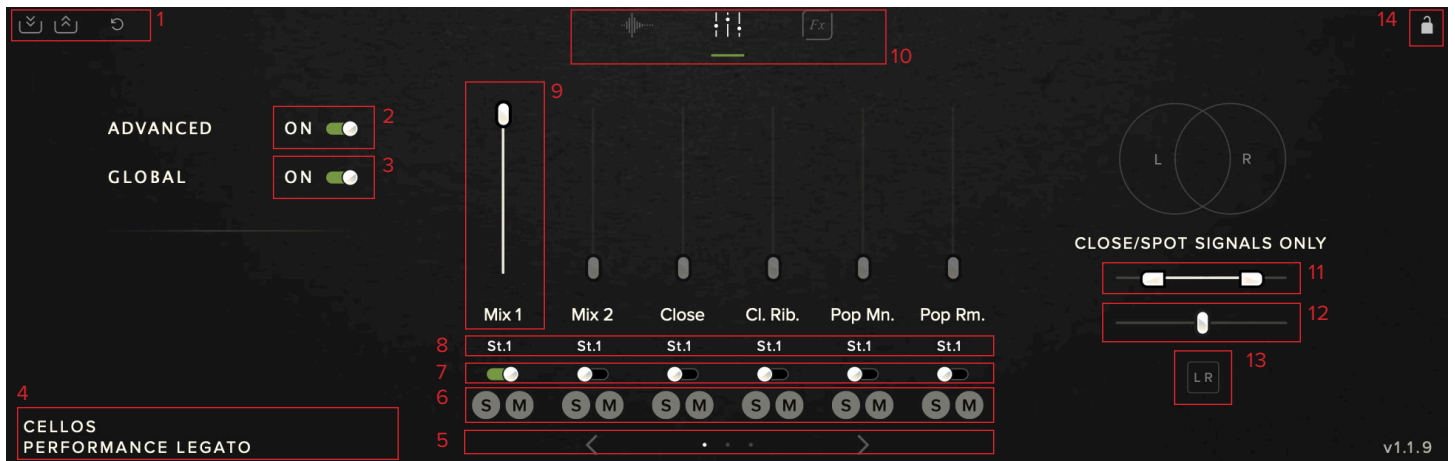 1
Fx
10
14
ADVANCED ON 2
GLOBAL ON 3
9
L R
CLOSE/SPOT SIGNALS ONLY
11
12
Mix 1 Mix 2 Close Cl. Rib. Pop Mn. Pop Rm.
8 St.1 St.1 St.1 St.1 St.1 St.1
7
13
L R
6 S M S M S M S M S M S M
4
5
CELLOS
PERFORMANCE LEGATO
v1.1.9